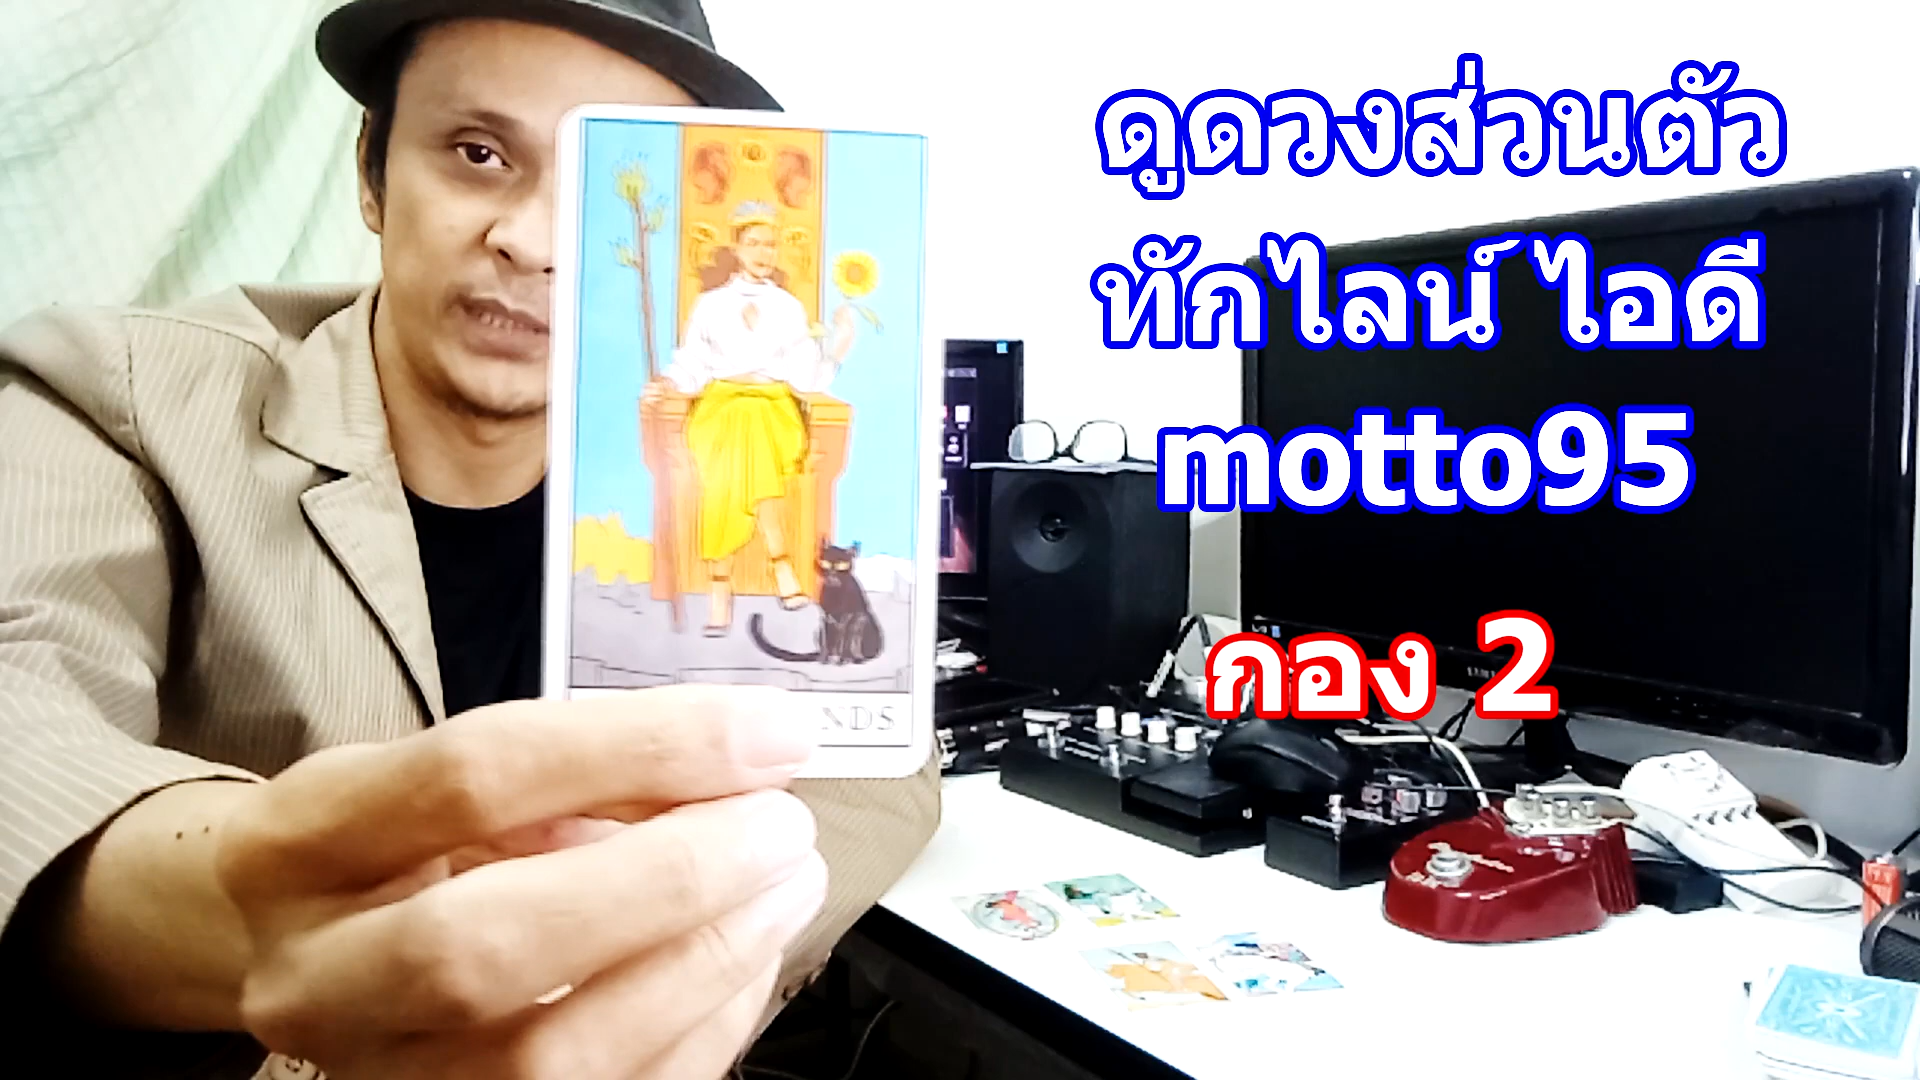 ดูดวงส่วนตัว
ทักไลน์ ไอดี
motto95
กอง 2
NDS